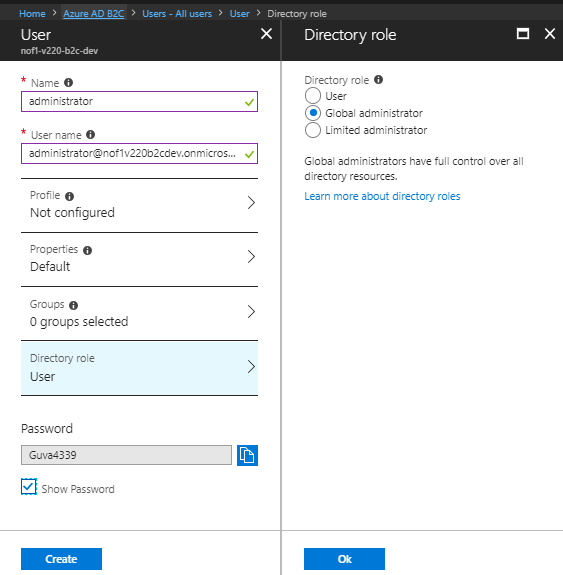 Home > Azure AD B2C > Users - All users > User > Directory role
User
nof1-v220-b2c-dev
* Name
administrator
* User name
administrator@nof1v220b2cdev.onmicros...
Profile
Not configured
Properties
Default
Groups
0 groups selected
Directory role
User
Password
Guva4339
Show Password
Create
Directory role
Directory role
User
Global administrator
Limited administrator
Global administrators have full control over all
directory resources.
Learn more about directory roles
Ok